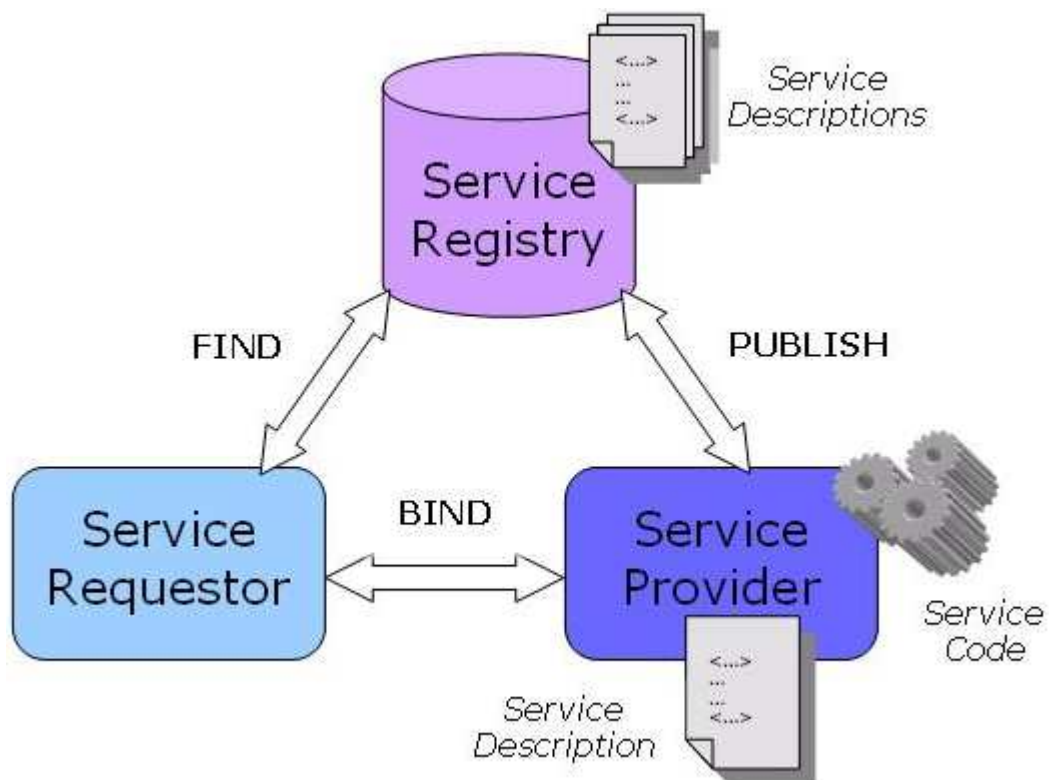 <...>
...
...
<...>
Service
Descriptions
Service
Registry
FIND
PUBLISH
BIND
Service
Requestor
Service
Provider
Service
Code
<...>
...
...
<...>
Service
Description